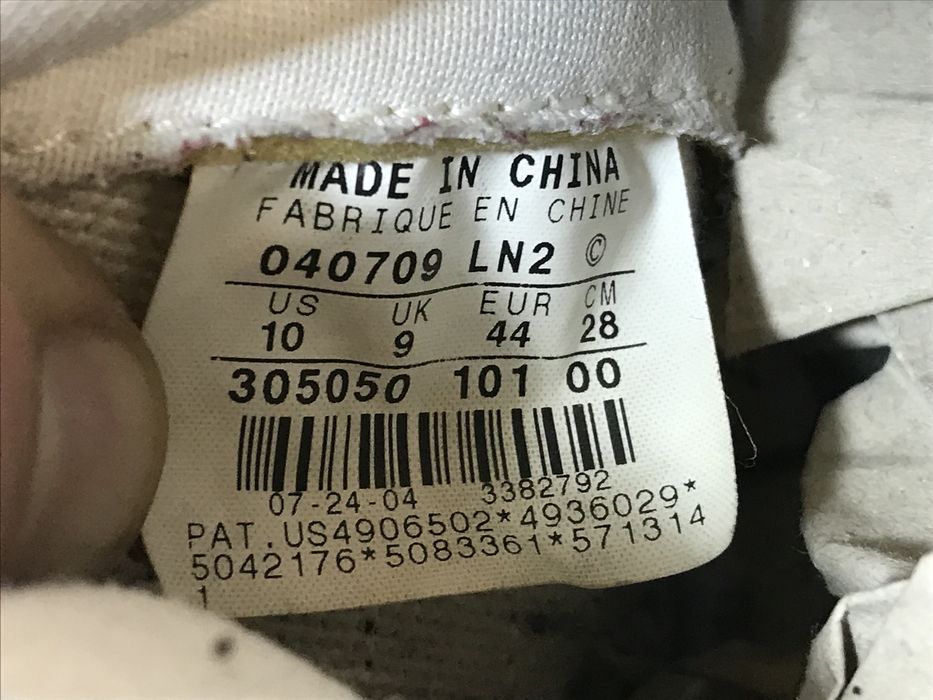 MADE IN CHINA
FABRIQUE EN CHINE
040709 LN2 ©
US UK EUR CM
10 9 44 28
305050 101 00
07-24-04 3382792
PAT.US4906502*4936029*
5042176*5083361*571314
1